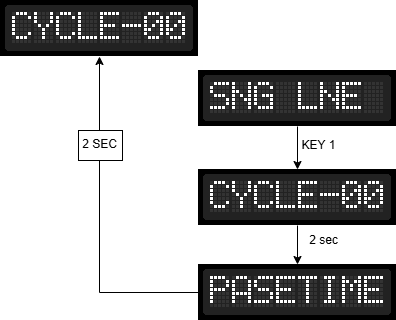 CYCLE-00
SNG LNE
2 SEC
KEY 1
CYCLE-00
2 sec
PASETIME